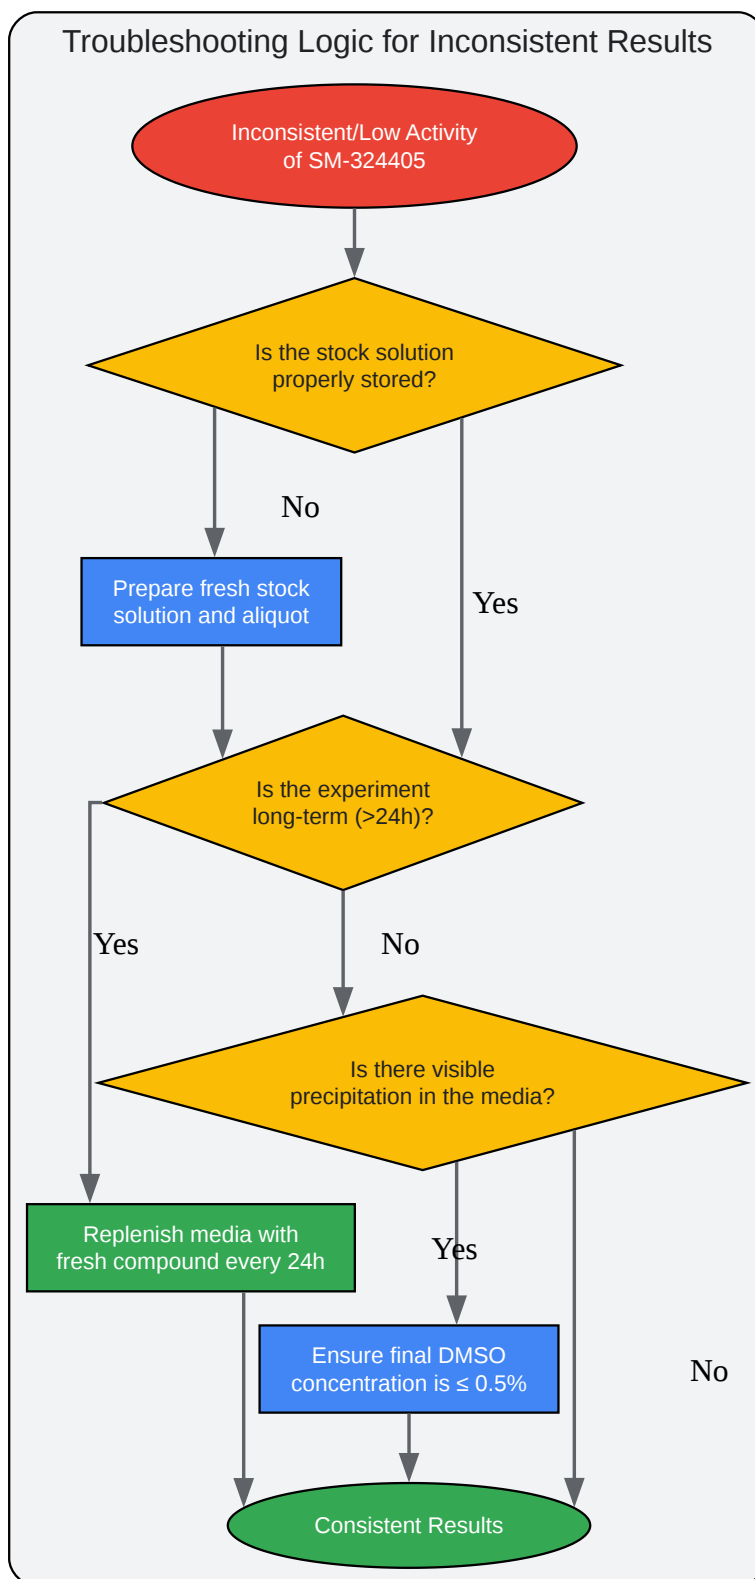 Troubleshooting Logic for Inconsistent Results
Inconsistent/Low Activity
of SM-324405
Is the stock solution
properly stored?
No
Prepare fresh stock
solution and aliquot
Yes
Is the experiment
long-term (>24h)?
Yes
No
Is there visible
precipitation in the media?
Replenish media with
fresh compound every 24h
Yes
Ensure final DMSO
concentration is ≤ 0.5%
No
Consistent Results